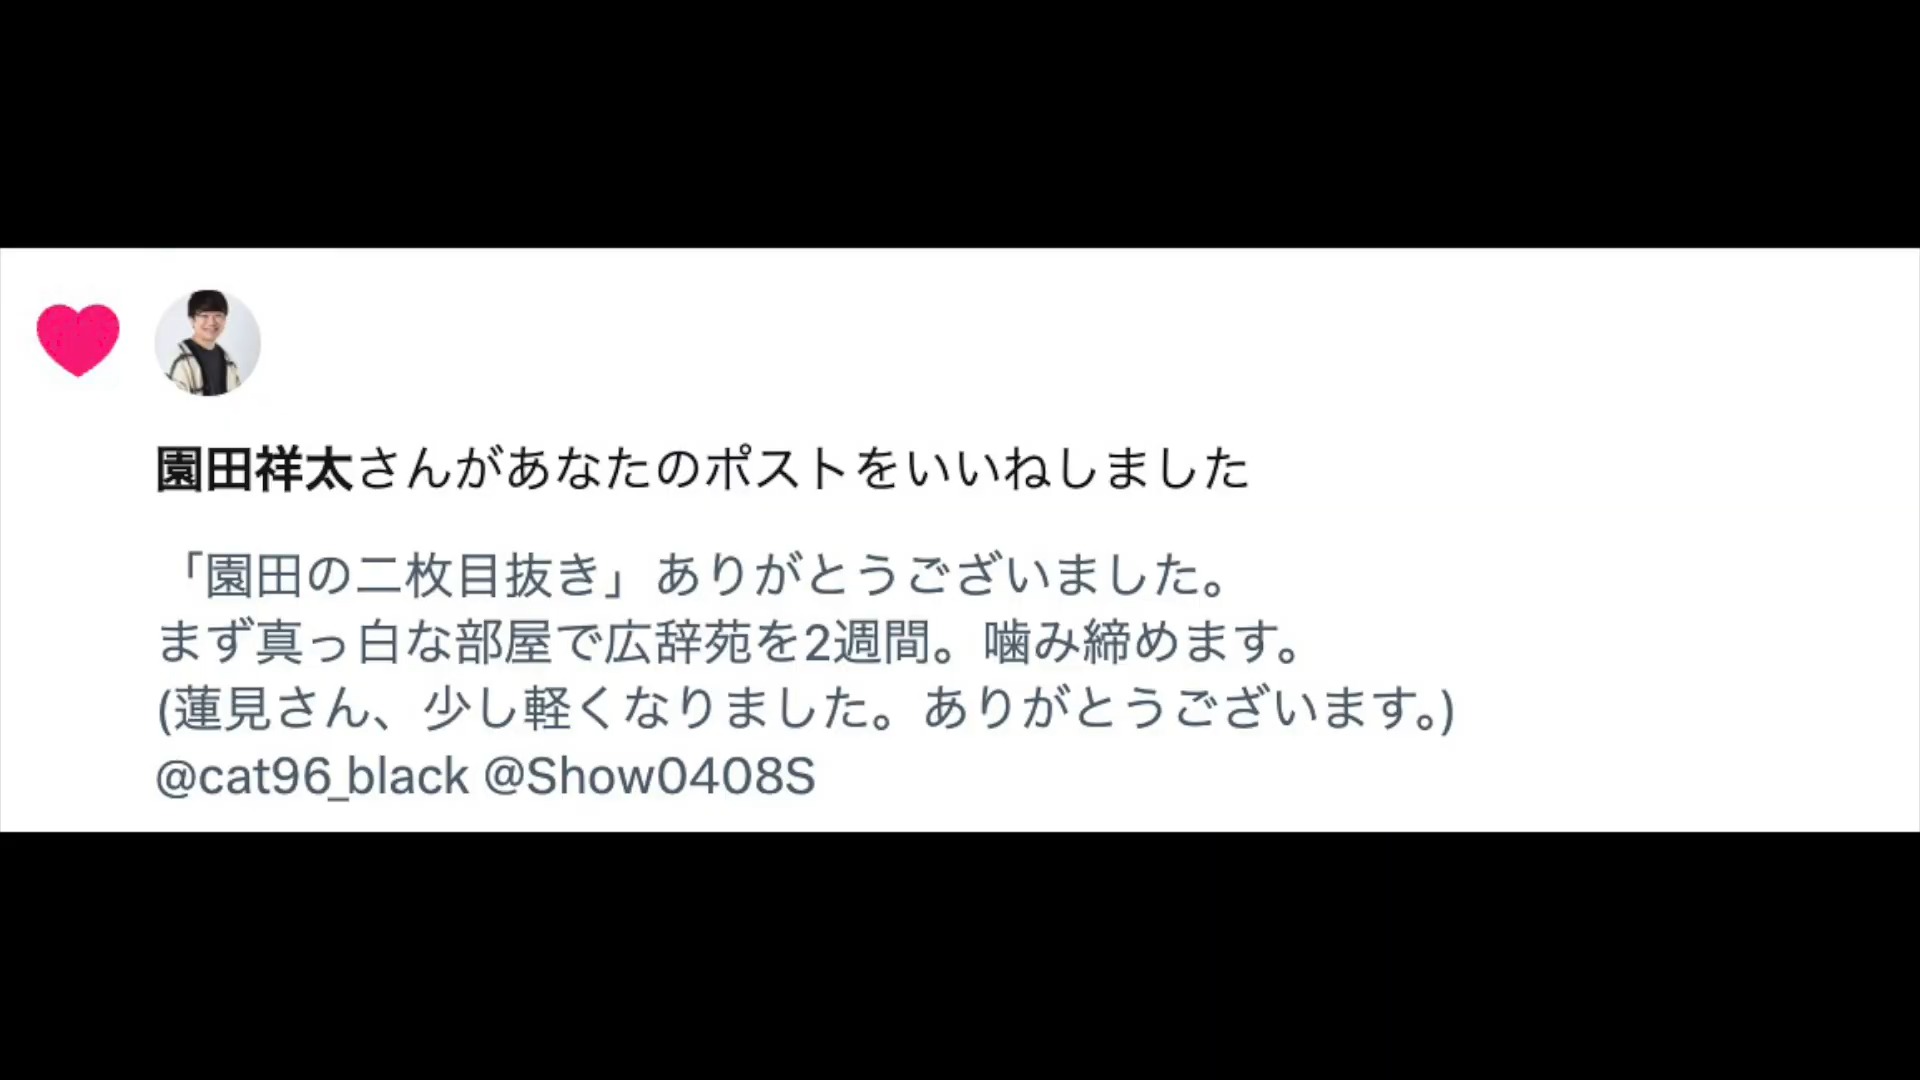 園田祥太さんがあなたのポストをいいねしました
「園田の二枚目抜き」ありがとうございました。
まず真っ白な部屋で広辞苑を2週間。噛み締めます。
(蓮見さん、少し軽くなりました。ありがとうございます。)
@cat96_black @Show0408S